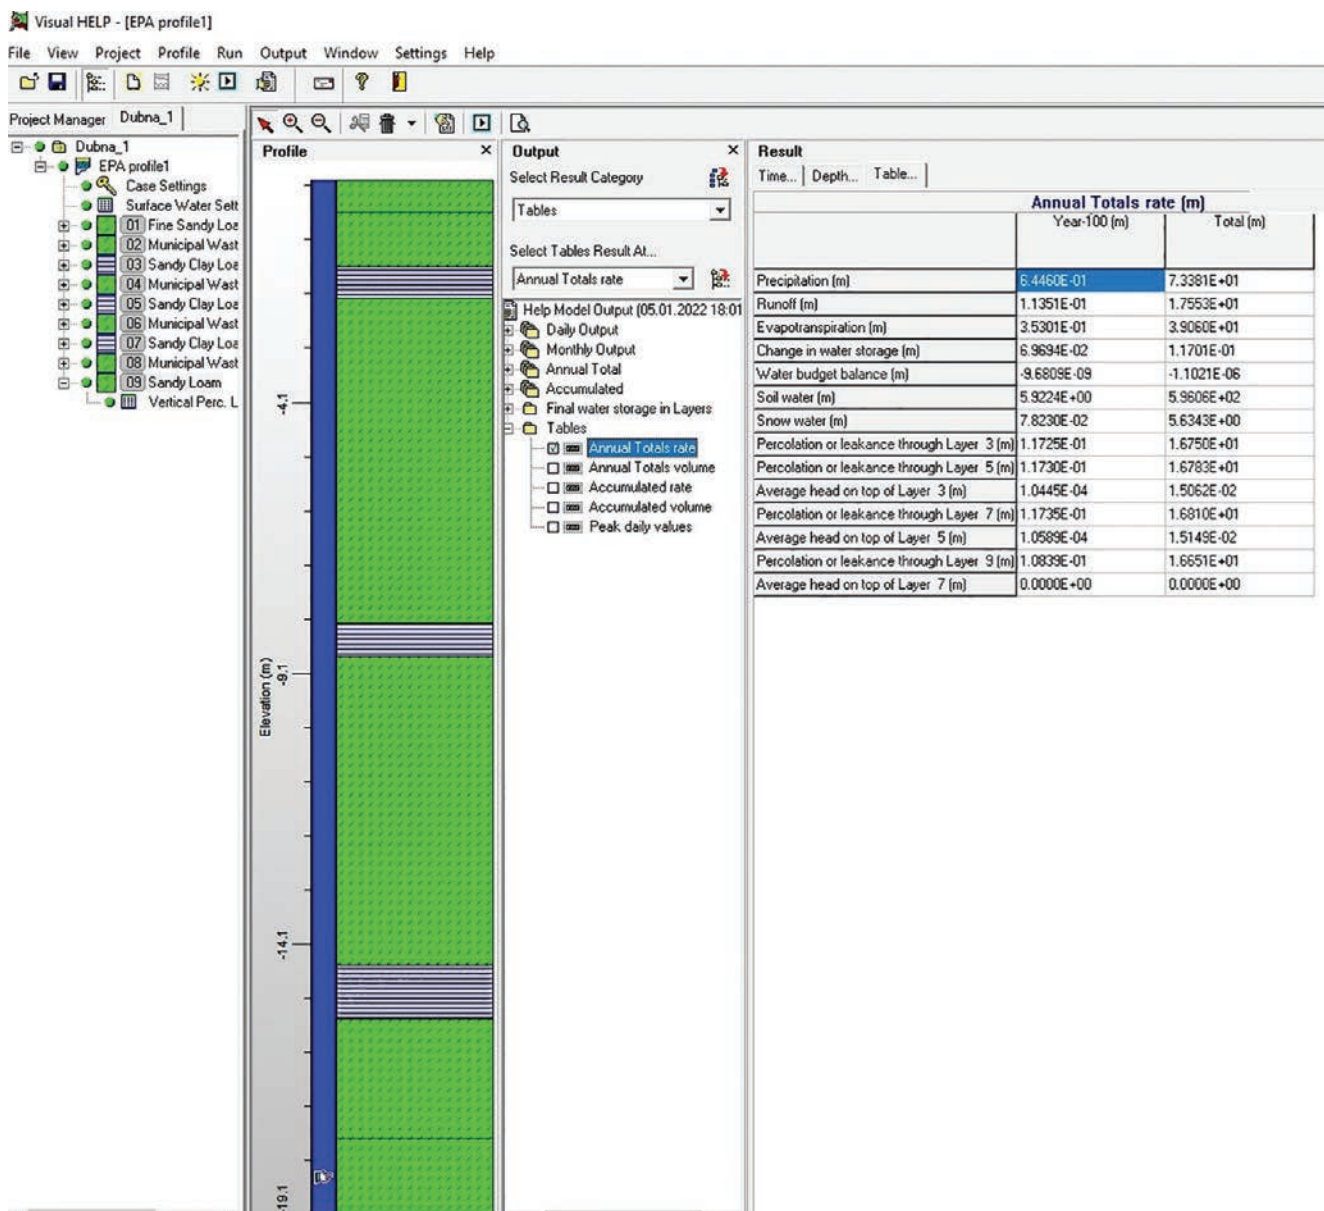 Visual HELP - [EPA profile1]
File View Project Profile Run Output Window Settings Help
Project Manager Dubna_1
Dubna_1
EPA profile1
Case Settings
Surface Water Sett
01 Fine Sandy Loa
02 Municipal Wast
03 Sandy Clay Loa
04 Municipal Wast
05 Sandy Clay Loa
06 Municipal Wast
07 Sandy Clay Loa
08 Municipal Wast
09 Sandy Loam
Vertical Perc. L
Profile
Elevation (m)
-4.1
-9.1
-14.1
-19.1
Output
Select Result Category
Tables
Select Tables Result At...
Annual Totals rate
Help Model Output (05.01.2022 18:01
Daily Output
Monthly Output
Annual Total
Accumulated
Final water storage in Layers
Tables
Annual Totals rate
Annual Totals volume
Accumulated rate
Accumulated volume
Peak daily values
Result
Time... Depth... Table...
Annual Totals rate (m)
Year-100 (m) Total (m)
Precipitation (m) 6.4460E-01 7.3381E+01
Runoff (m) 1.1351E-01 1.7553E+01
Evapotranspiration (m) 3.5301E-01 3.9060E+01
Change in water storage (m) 6.9694E-02 1.1701E-01
Water budget balance (m) -9.6809E-09 -1.1021E-06
Soil water (m) 5.9224E+00 5.9606E+02
Snow water (m) 7.8230E-02 5.6343E+00
Percolation or leakance through Layer 3 (m) 1.1725E-01 1.6750E+01
Percolation or leakance through Layer 5 (m) 1.1730E-01 1.6783E+01
Average head on top of Layer 3 (m) 1.0445E-04 1.5062E-02
Percolation or leakance through Layer 7 (m) 1.1735E-01 1.6810E+01
Average head on top of Layer 5 (m) 1.0589E-04 1.5149E-02
Percolation or leakance through Layer 9 (m) 1.0839E-01 1.6651E+01
Average head on top of Layer 7 (m) 0.0000E+00 0.0000E+00